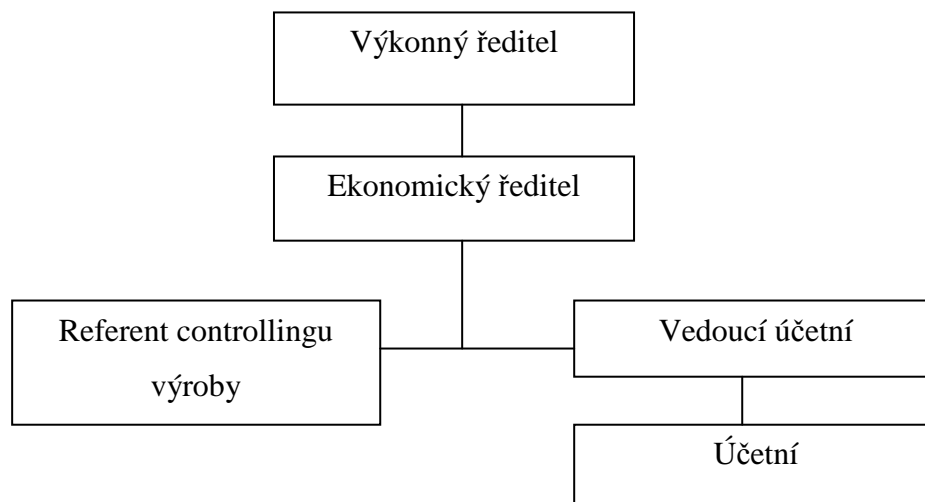 Výkonný ředitel
Ekonomický ředitel
Referent controllingu
výroby
Vedoucí účetní
Účetní